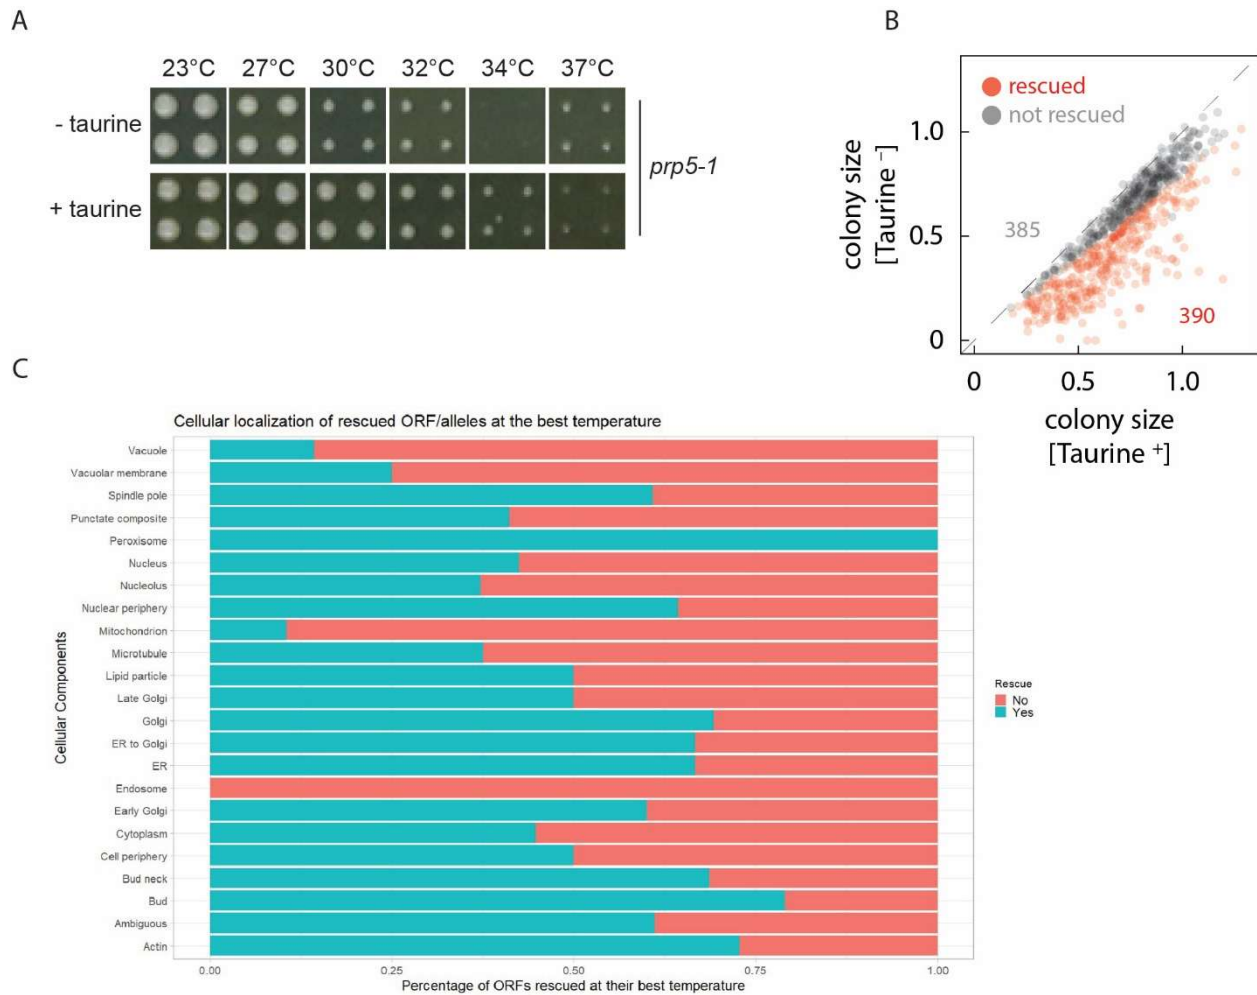 A
23°C 27°C 30°C 32°C 34°C 37°C
- taurine
+ taurine
prp5-1
B
rescued
not rescued
1.0
0.5
0
385
390
0 0.5 1.0
colony size
[Taurine ⁻]
colony size
[Taurine ⁺]
C
Cellular localization of rescued ORF/alleles at the best temperature
Cellular Components
Vacuole
Vacuolar membrane
Spindle pole
Punctate composite
Peroxisome
Nucleus
Nucleolus
Nuclear periphery
Mitochondrion
Microtubule
Lipid particle
Late Golgi
Golgi
ER to Golgi
ER
Endosome
Early Golgi
Cytoplasm
Cell periphery
Bud neck
Bud
Ambiguous
Actin
0.00 0.25 0.50 0.75 1.00
Percentage of ORFs rescued at their best temperature
Rescue
No
Yes